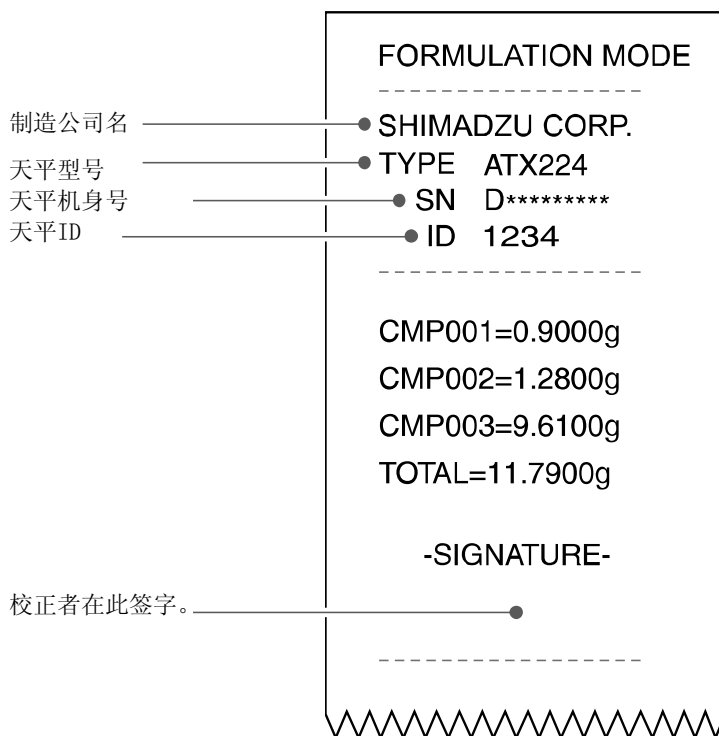 FORMULATION MODE
制造公司名
SHIMADZU CORP.
天平型号
TYPE ATX224
天平机身号
SN D*********
天平ID
ID 1234
CMP001=0.9000g
CMP002=1.2800g
CMP003=9.6100g
TOTAL=11.7900g
-SIGNATURE-
校正者在此签字。